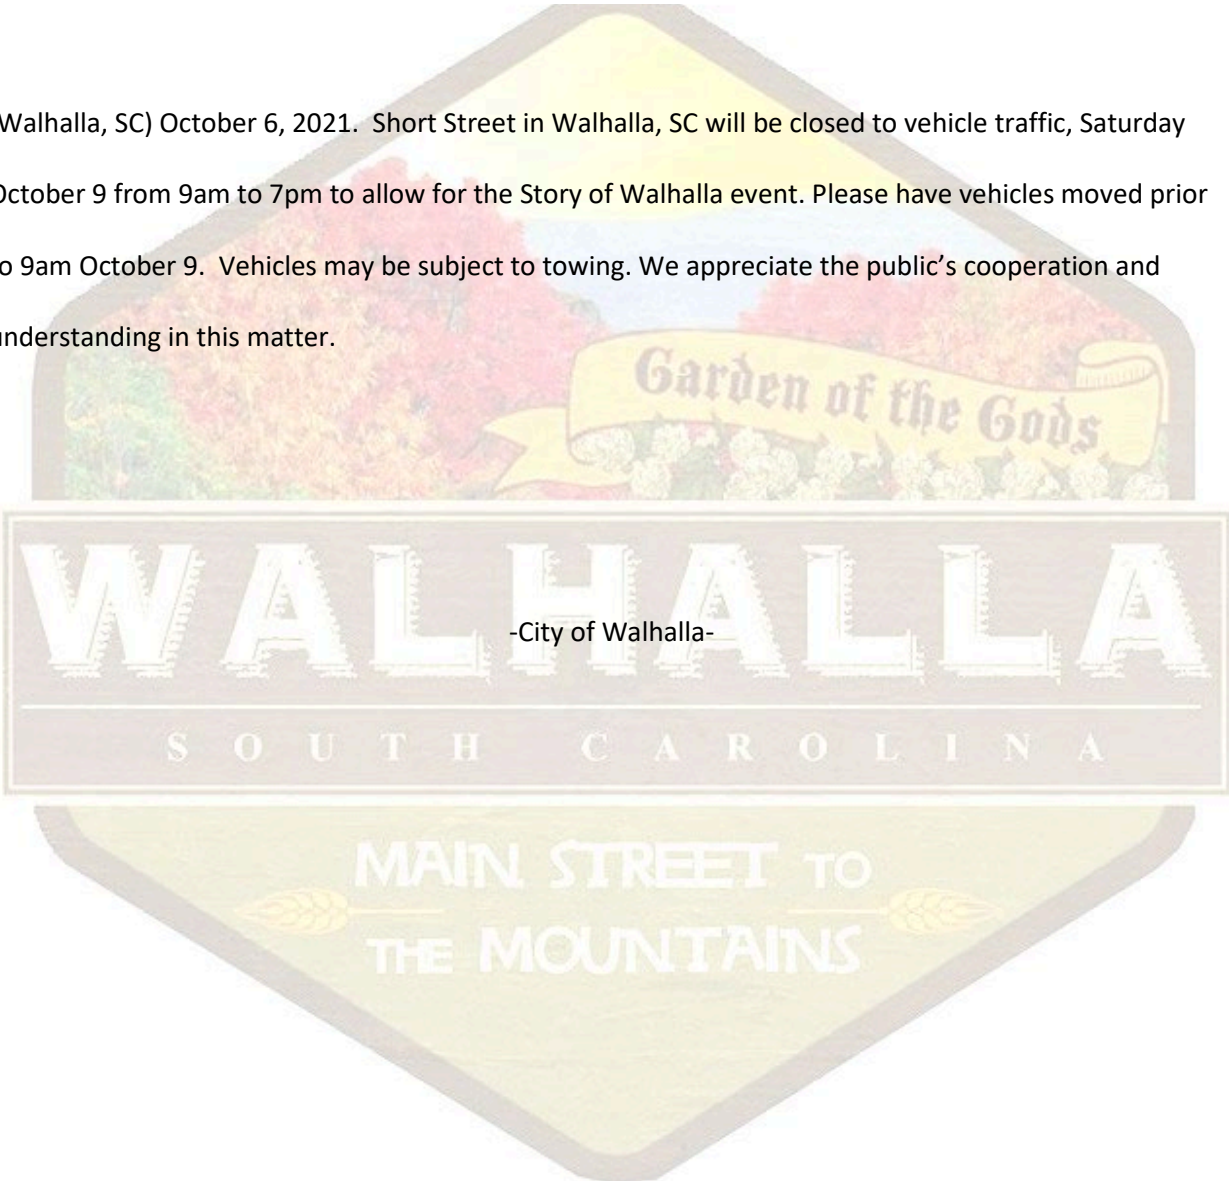 Walhalla, SC) October 6, 2021.  Short Street in Walhalla, SC will be closed to vehicle traffic, Saturday
October 9 from 9am to 7pm to allow for the Story of Walhalla event. Please have vehicles moved prior
to 9am October 9.  Vehicles may be subject to towing. We appreciate the public’s cooperation and
understanding in this matter.
Garden of the Gods
WALHALLA
-City of Walhalla-
SOUTH CAROLINA
MAIN STREET TO
THE MOUNTAINS